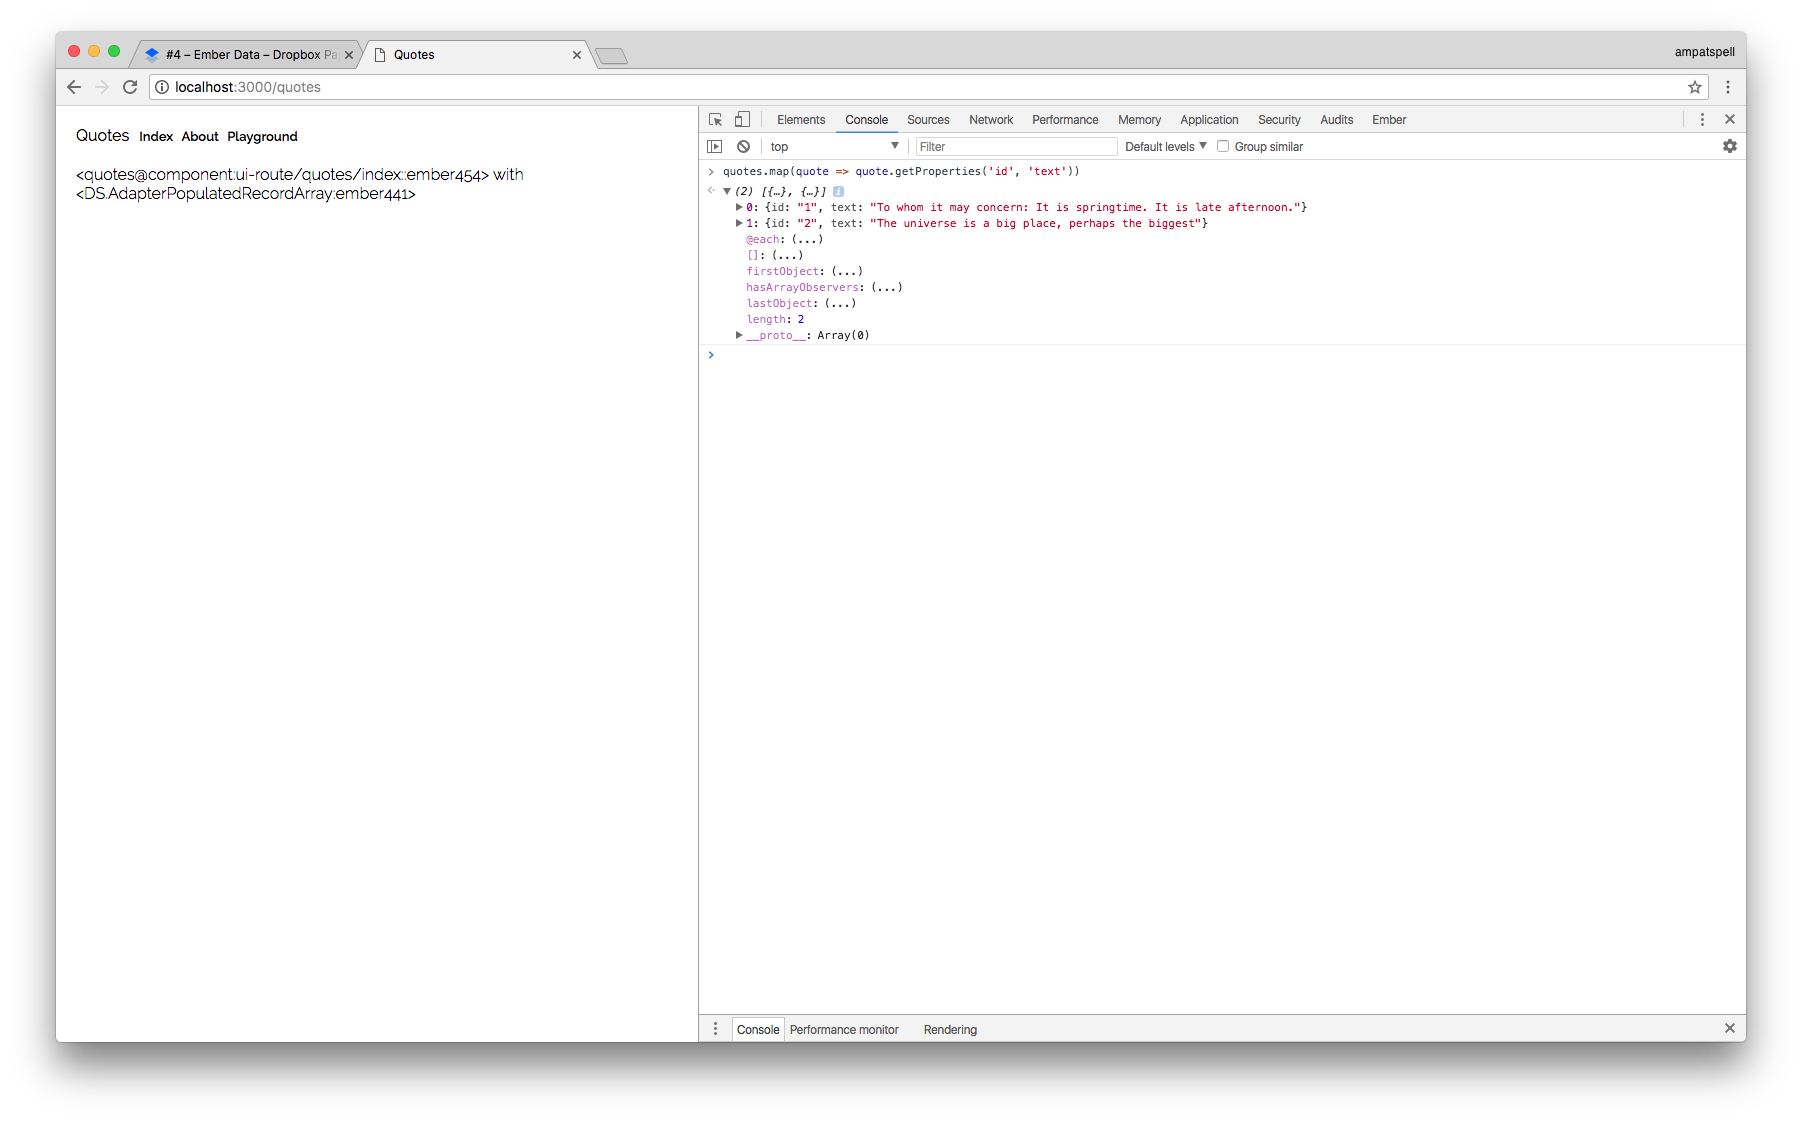 #4 – Ember Data – Dropbox Pa
Quotes
ampatspell
localhost:3000/quotes
Quotes Index About Playground
<quotes@component:ui-route/quotes/index::ember454> with
<DS.AdapterPopulatedRecordArray:ember441>
Elements Console Sources Network Performance Memory Application Security Audits Ember
top Filter Default levels Group similar
quotes.map(quote => quote.getProperties('id', 'text'))
(2) [{…}, {…}]
0: {id: "1", text: "To whom it may concern: It is springtime. It is late afternoon."}
1: {id: "2", text: "The universe is a big place, perhaps the biggest"}
@each: (...)
[]: (...)
firstObject: (...)
hasArrayObservers: (...)
lastObject: (...)
length: 2
__proto__: Array(0)
Console Performance monitor Rendering